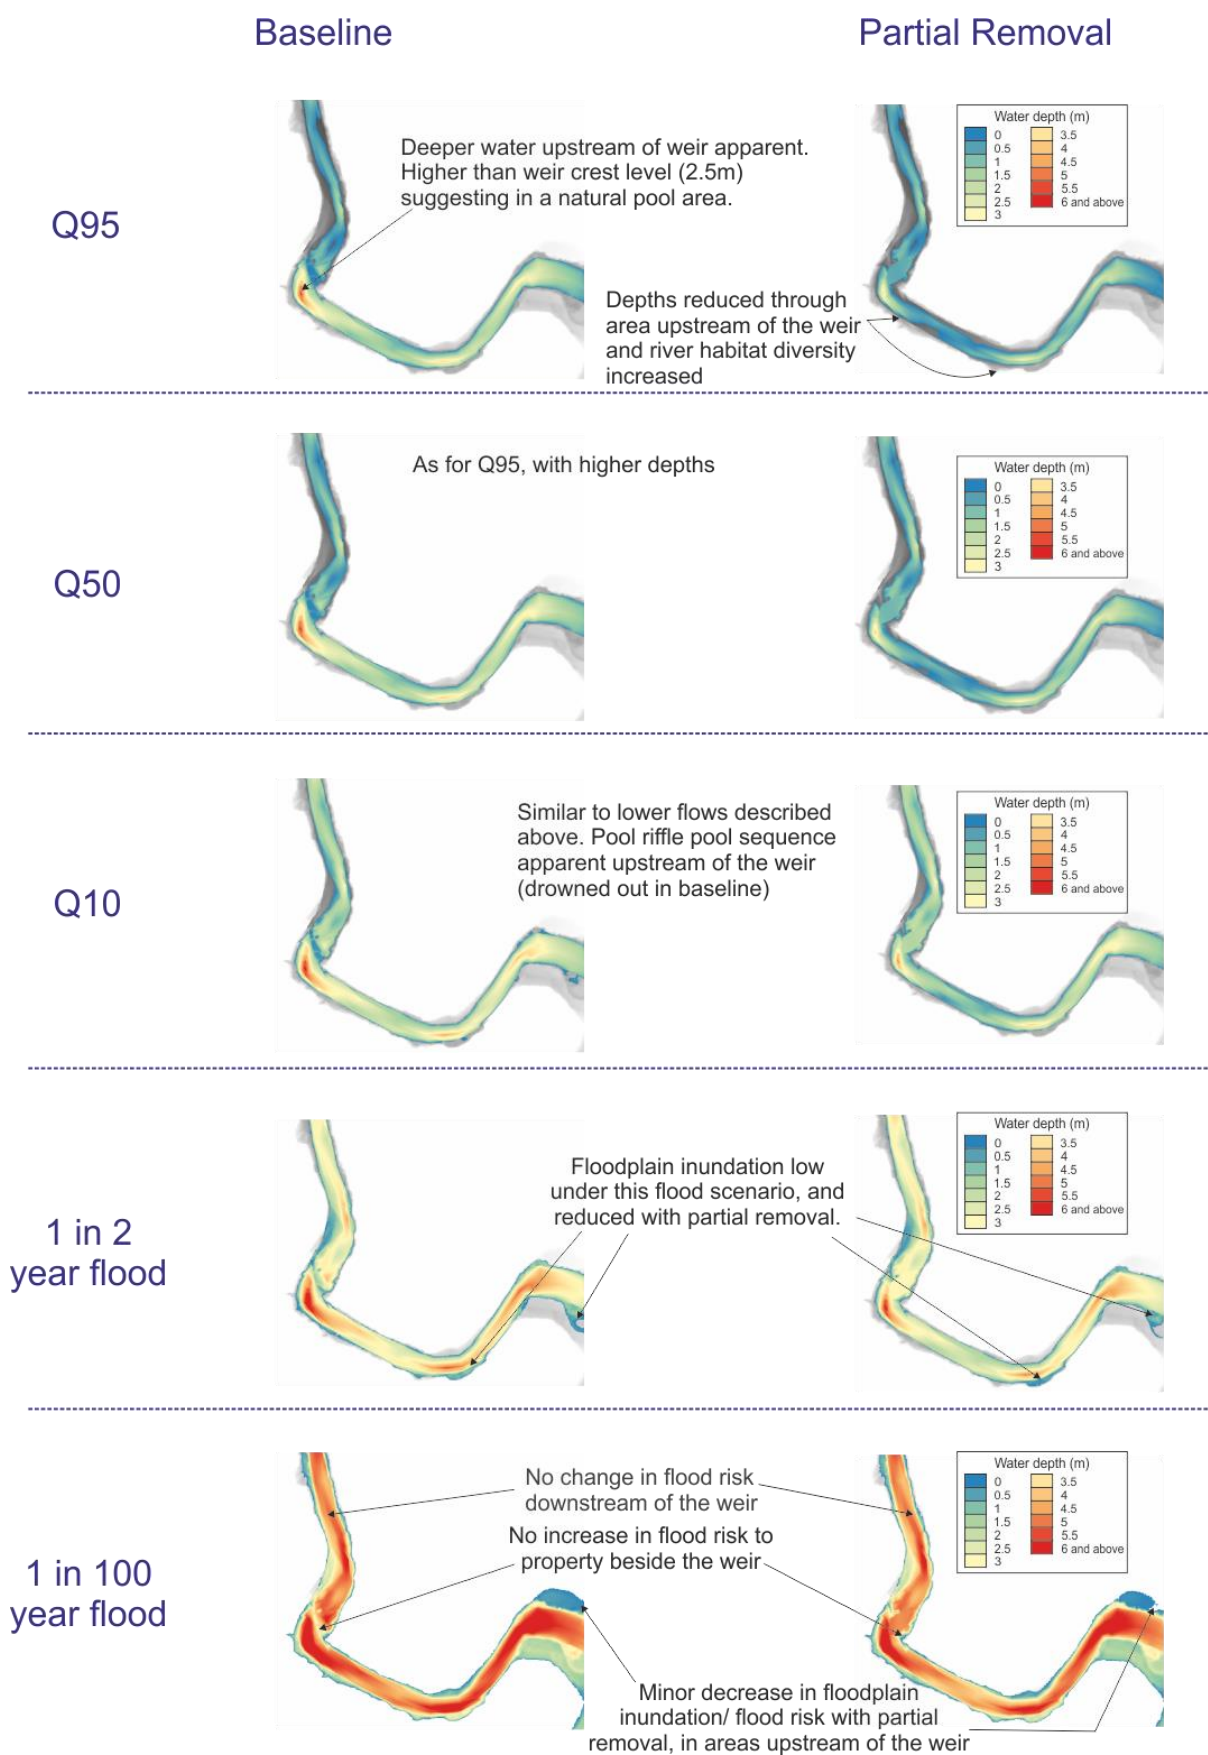 Baseline
Partial Removal
Q95
Deeper water upstream of weir apparent.
Higher than weir crest level (2.5m)
suggesting in a natural pool area.
Water depth (m)
0
0.5
1
1.5
2
2.5
3
3.5
4
4.5
5
5.5
6 and above
Depths reduced through
area upstream of the weir
and river habitat diversity
increased
Q50
As for Q95, with higher depths
Water depth (m)
0
0.5
1
1.5
2
2.5
3
3.5
4
4.5
5
5.5
6 and above
Q10
Similar to lower flows described
above. Pool riffle pool sequence
apparent upstream of the weir
(drowned out in baseline)
Water depth (m)
0
0.5
1
1.5
2
2.5
3
3.5
4
4.5
5
5.5
6 and above
1 in 2
year flood
Floodplain inundation low
under this flood scenario, and
reduced with partial removal.
Water depth (m)
0
0.5
1
1.5
2
2.5
3
3.5
4
4.5
5
5.5
6 and above
1 in 100
year flood
No change in flood risk
downstream of the weir
No increase in flood risk to
property beside the weir
Water depth (m)
0
0.5
1
1.5
2
2.5
3
3.5
4
4.5
5
5.5
6 and above
Minor decrease in floodplain
inundation/ flood risk with partial
removal, in areas upstream of the weir